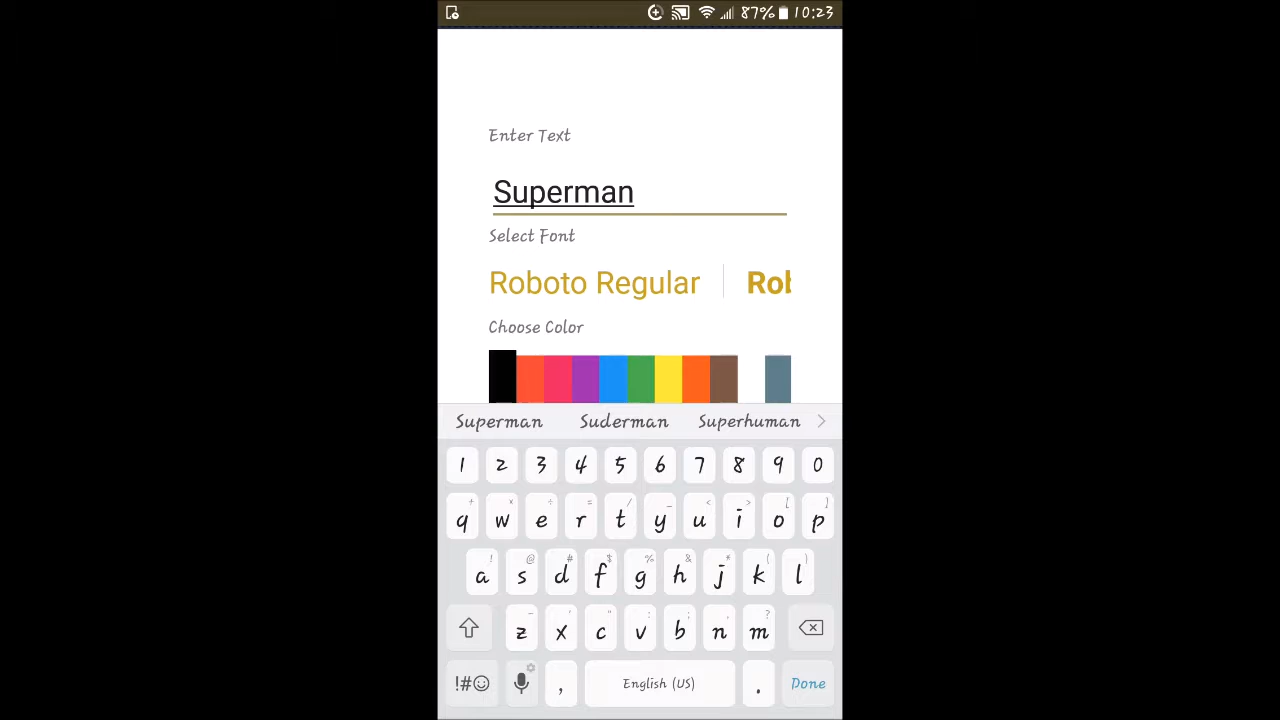 87% 10:23
Enter Text
Superman
Select Font
Roboto Regular Rob
Choose Color
Superman Suderman Superhuman
1 2 3 4 5 6 7 8 9 0
+ × ÷ = / _ < > [ ]
q w e r t y u i o p
! @ # $ % & * ( )
a s d f g h j k l
- ' " : ; , ?
z x c v b n m
!#☺ , English (US) . Done